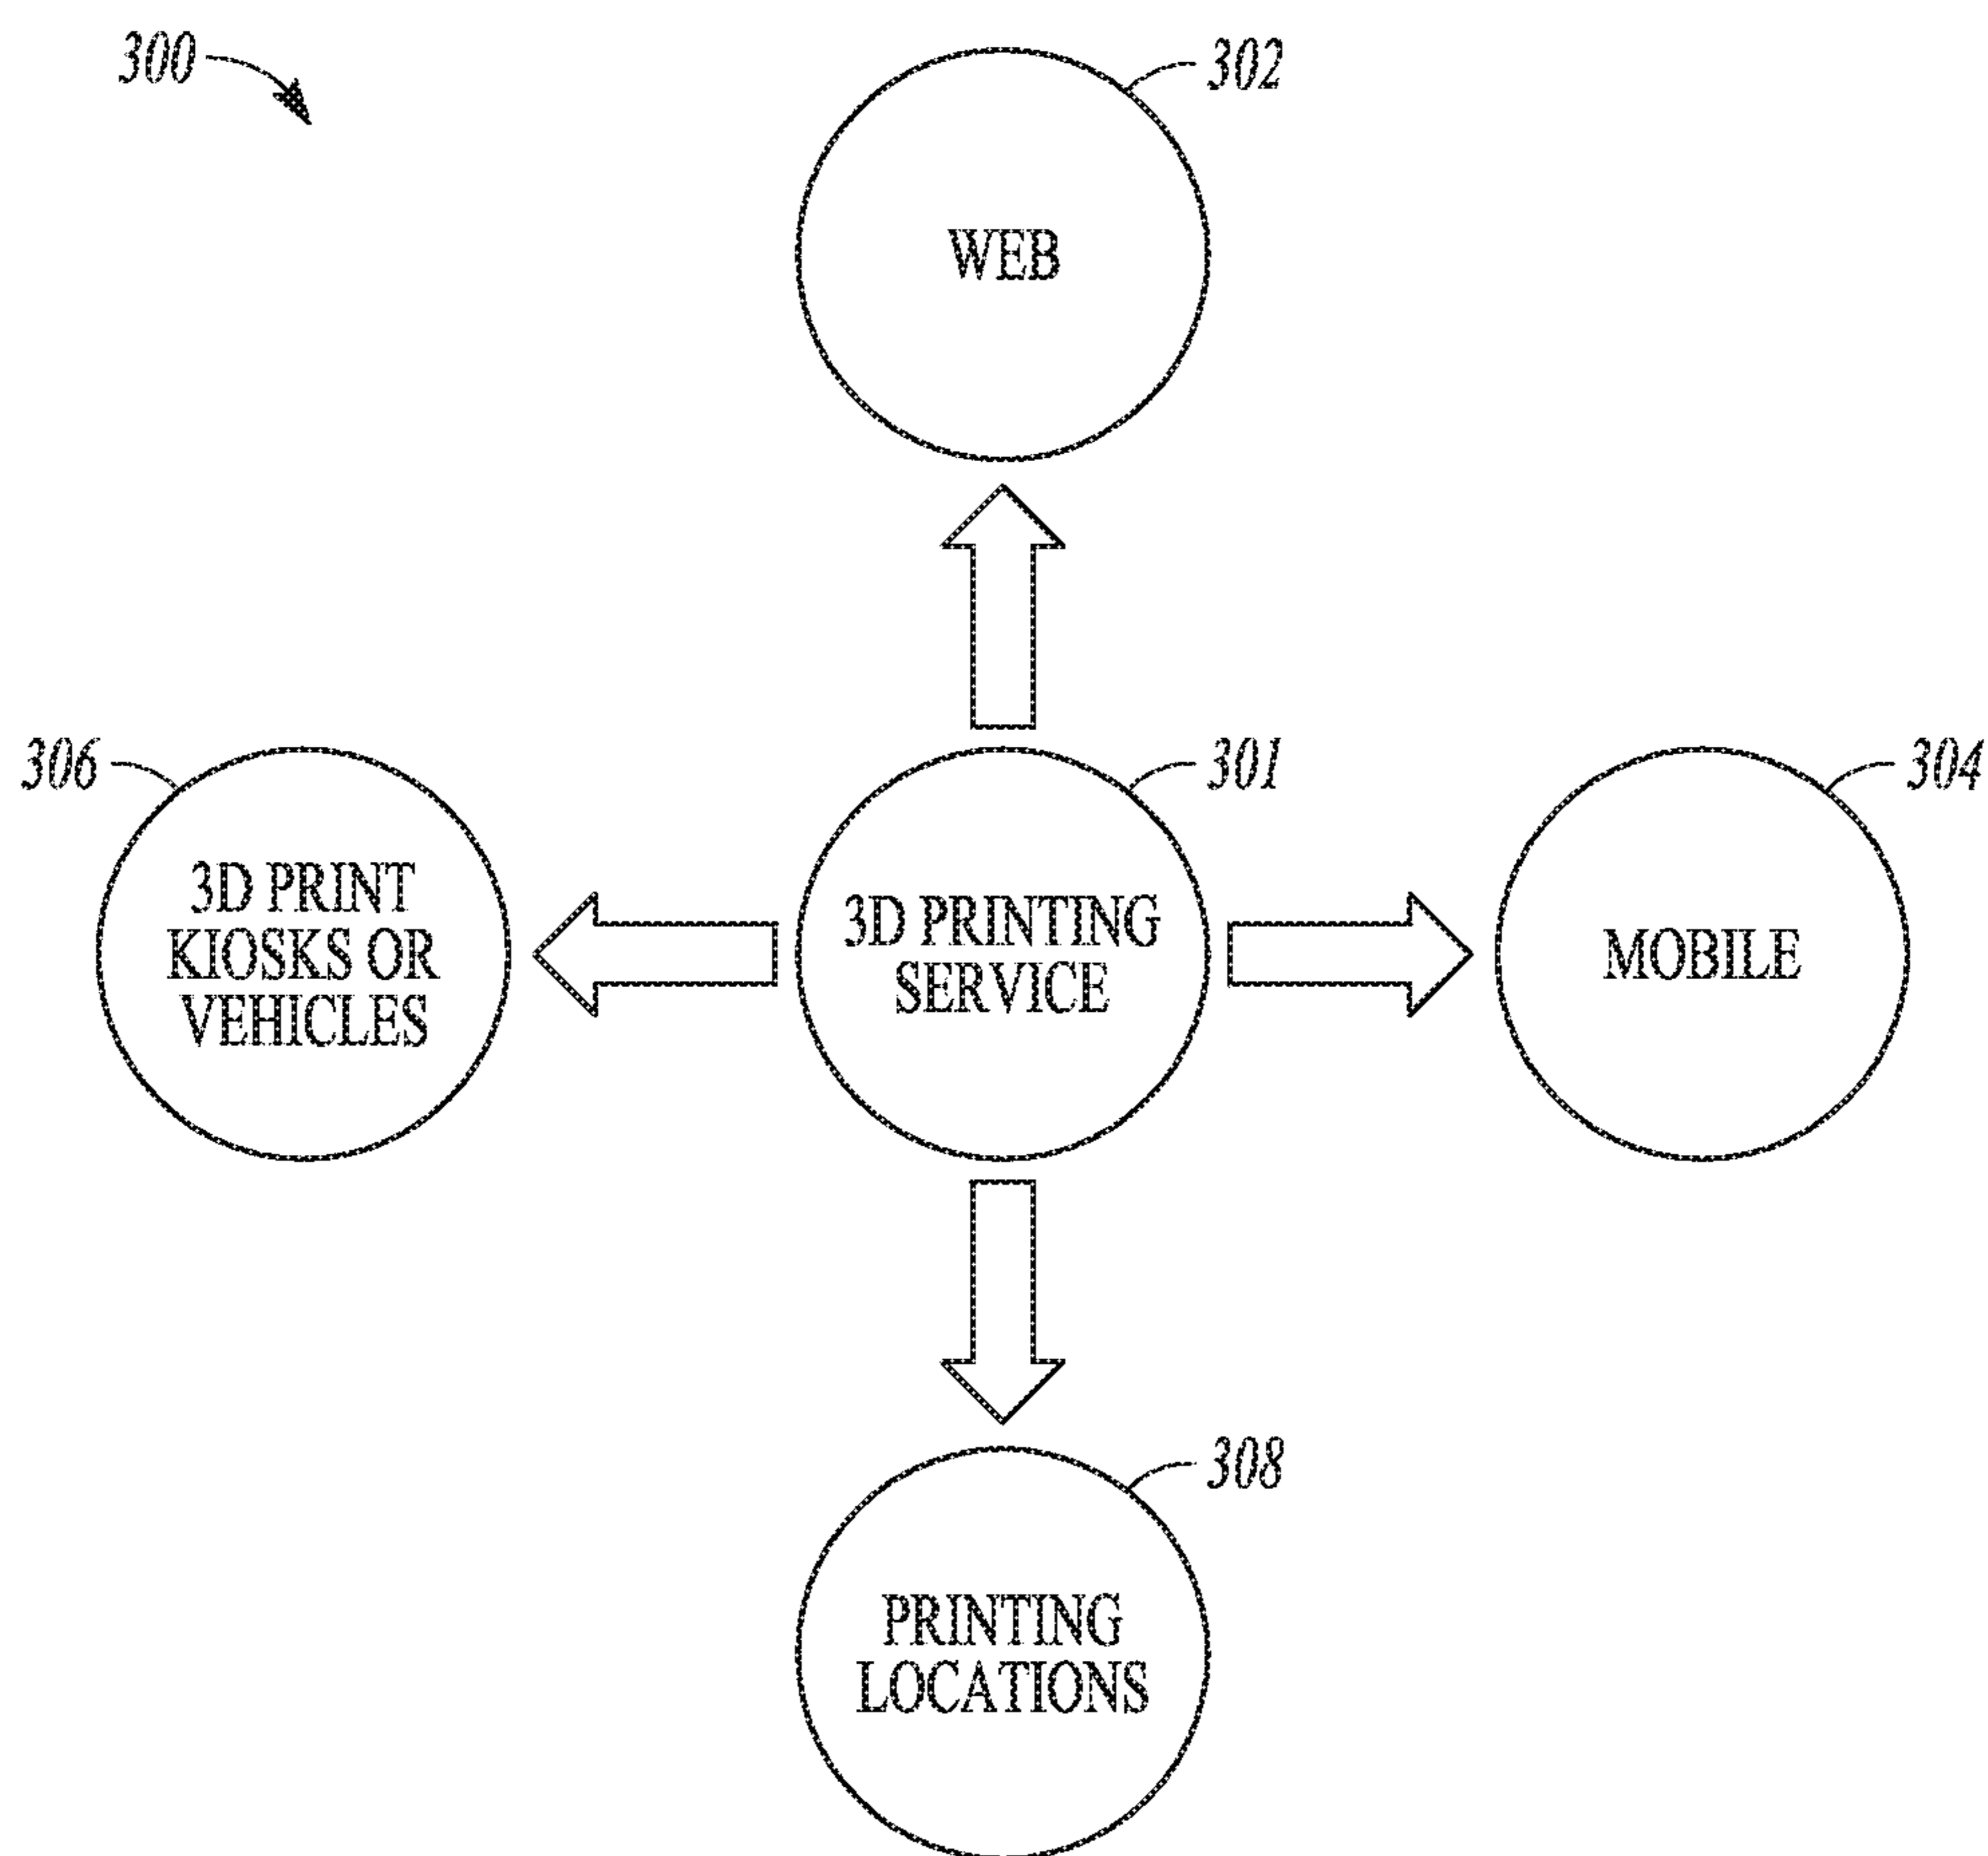 300
302
WEB
306
301
304
3D PRINT
KIOSKS OR
VEHICLES
3D PRINTING
SERVICE
MOBILE
308
PRINTING
LOCATIONS